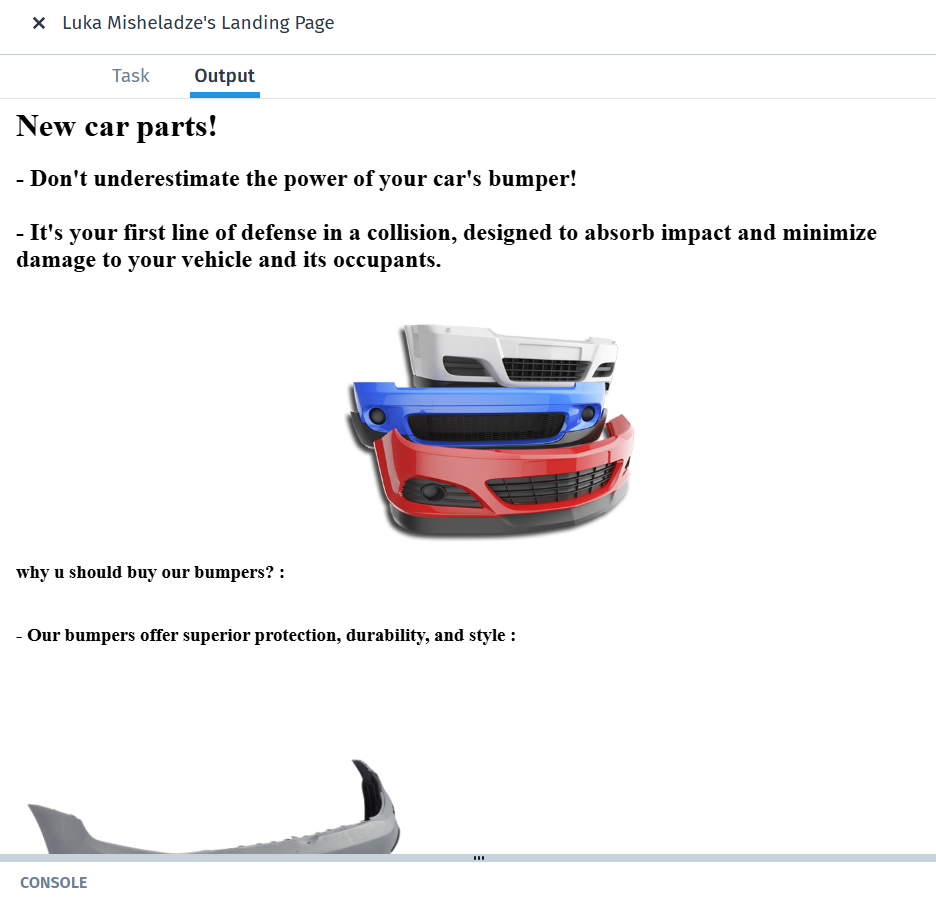 × Luka Misheladze's Landing Page
Task Output
New car parts!
- Don't underestimate the power of your car's bumper!
- It's your first line of defense in a collision, designed to absorb impact and minimize
damage to your vehicle and its occupants.
why u should buy our bumpers? :
- Our bumpers offer superior protection, durability, and style :
CONSOLE